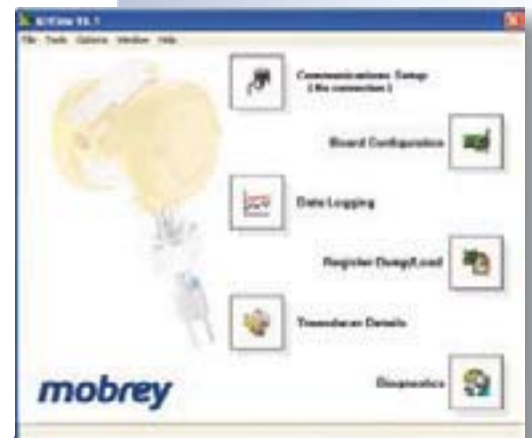 File Tools Options Window Help
Communications Setup
( No connection )
Board Configuration
Data Logging
Register Dump/Load
Transducer Details
Diagnostics
mobrey